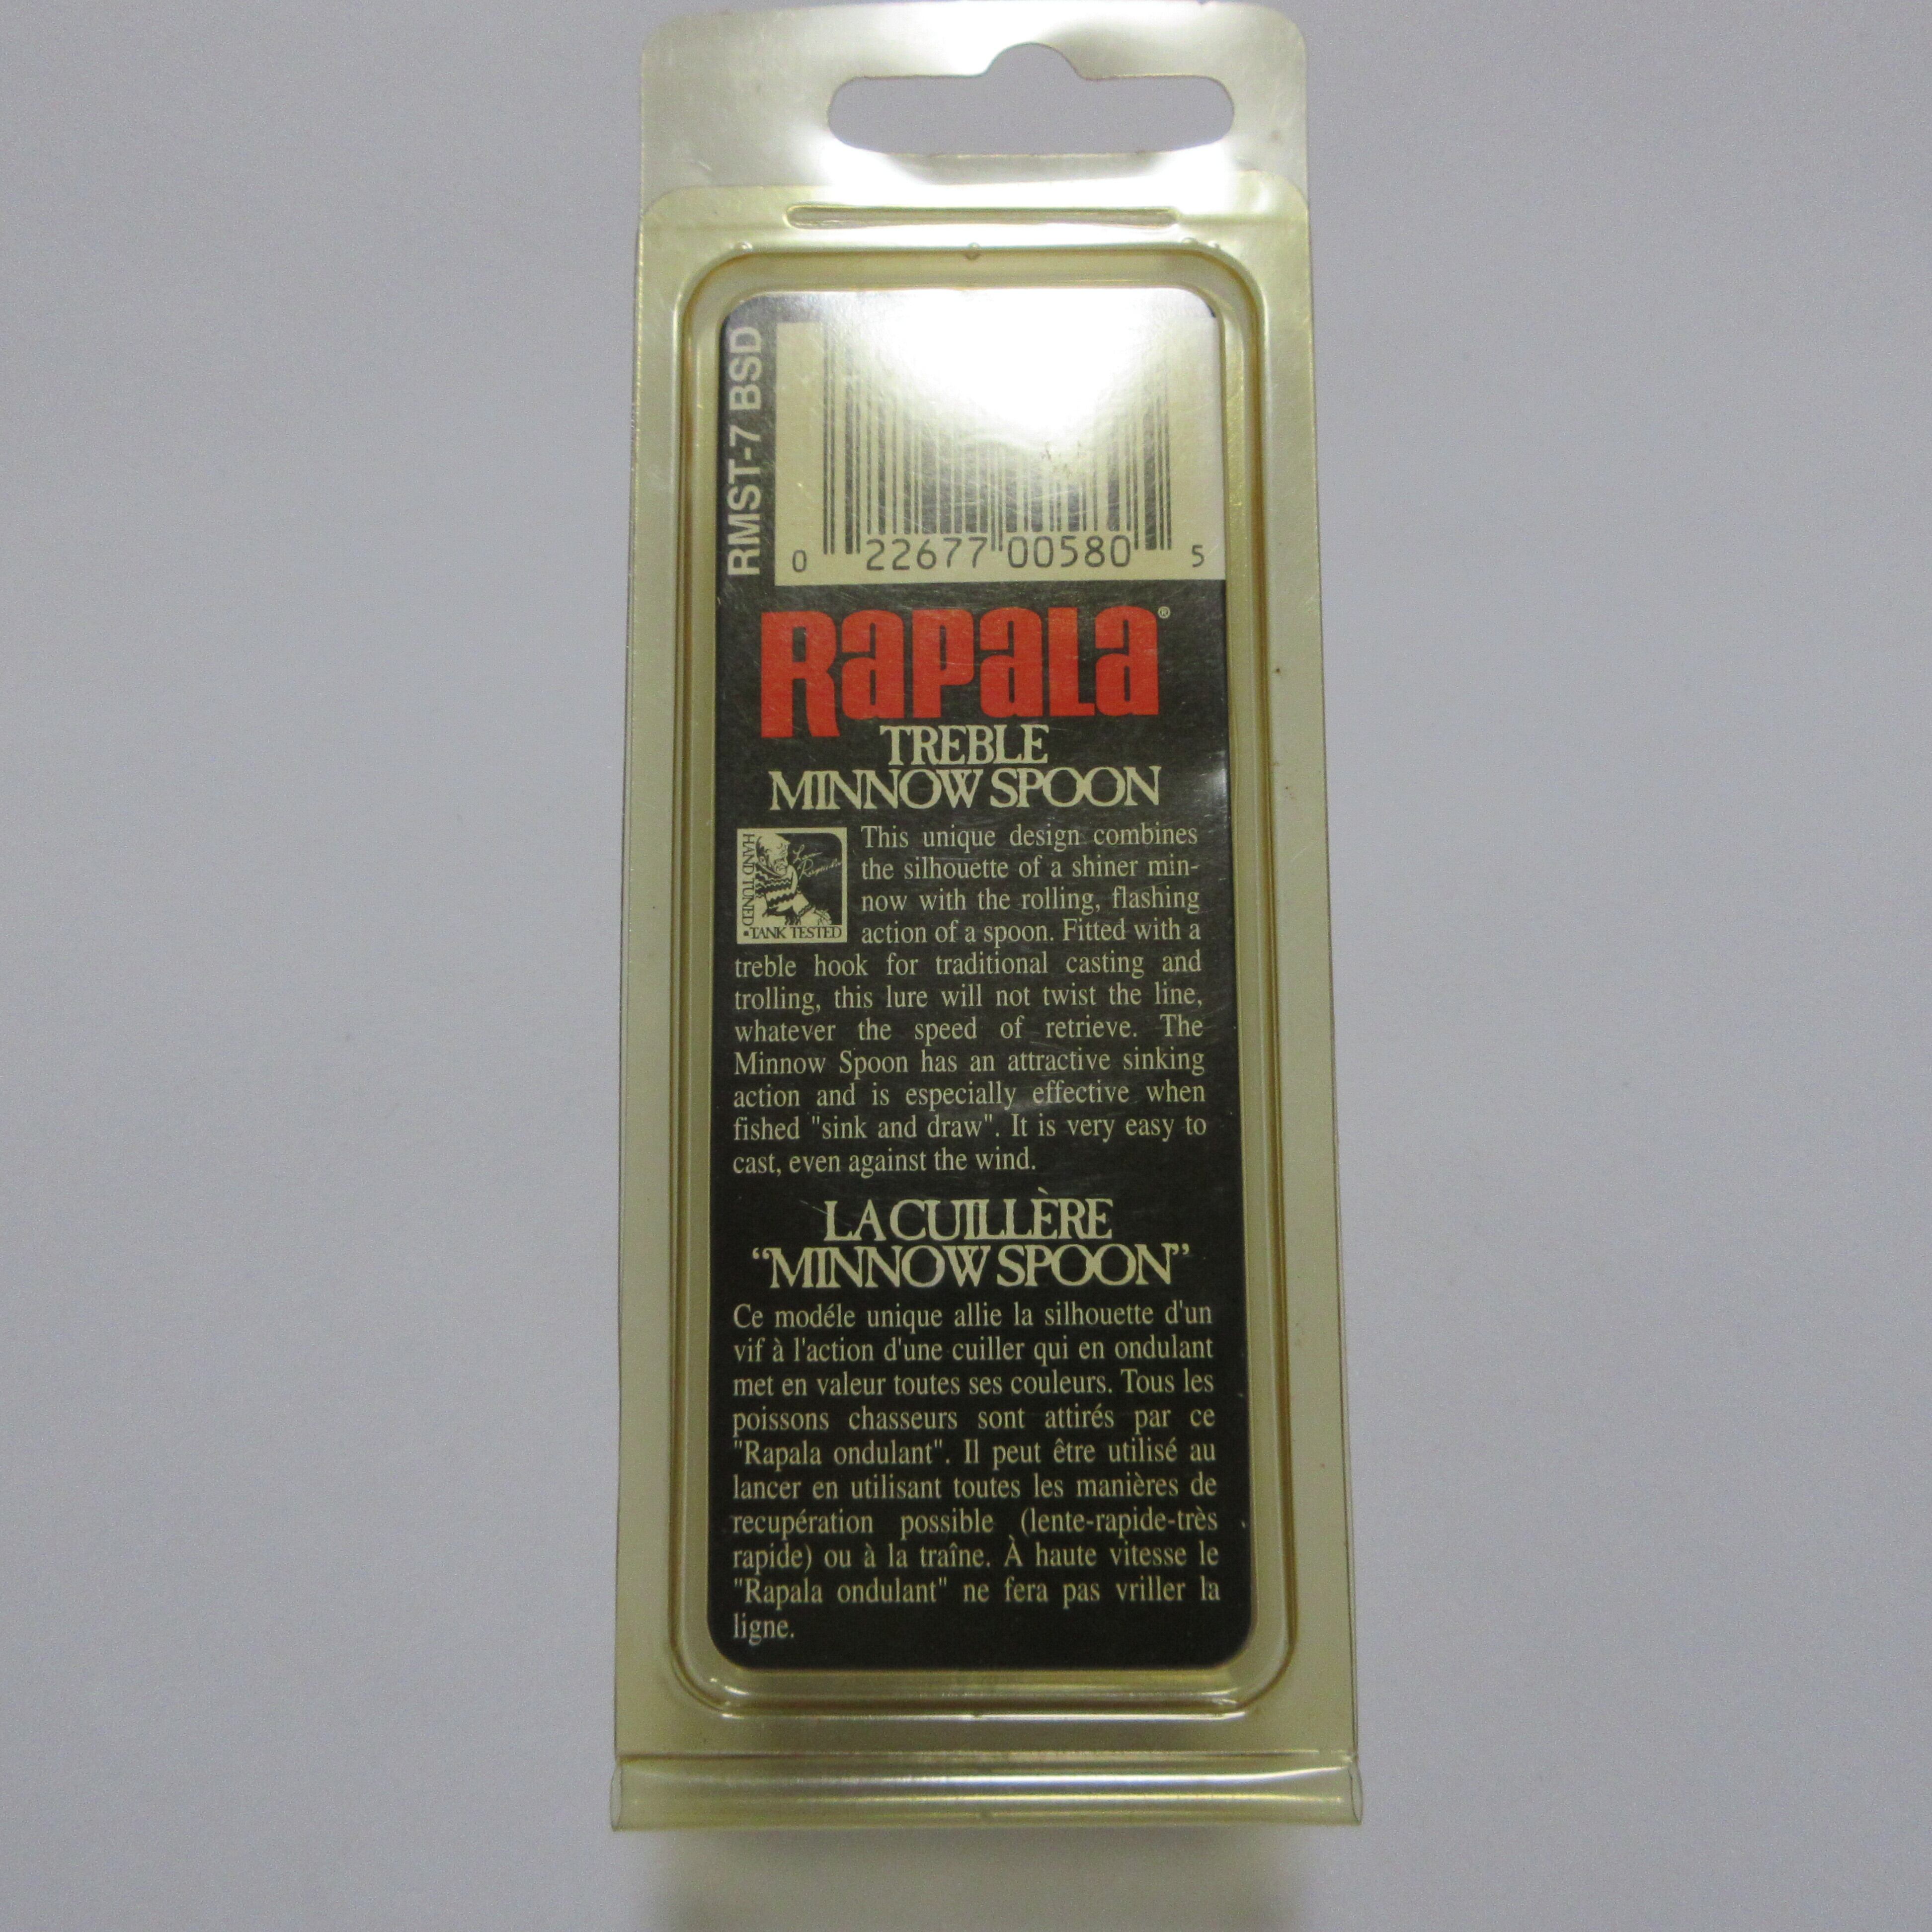 RMST-7 BSD
0 22677 00580 5
Rapala®
TREBLE
MINNOW SPOON
HAND TUNED
•TANK TESTED
This unique design combines
the silhouette of a shiner min-
now with the rolling, flashing
action of a spoon. Fitted with a
treble hook for traditional casting and
trolling, this lure will not twist the line,
whatever the speed of retrieve. The
Minnow Spoon has an attractive sinking
action and is especially effective when
fished "sink and draw". It is very easy to
cast, even against the wind.
LA CUILLÈRE
“MINNOW SPOON”
Ce modéle unique allie la silhouette d'un
vif à l'action d'une cuiller qui en ondulant
met en valeur toutes ses couleurs. Tous les
poissons chasseurs sont attirés par ce
"Rapala ondulant". Il peut être utilisé au
lancer en utilisant toutes les manières de
recupération possible (lente-rapide-très
rapide) ou à la traîne. À haute vitesse le
"Rapala ondulant" ne fera pas vriller la
ligne.